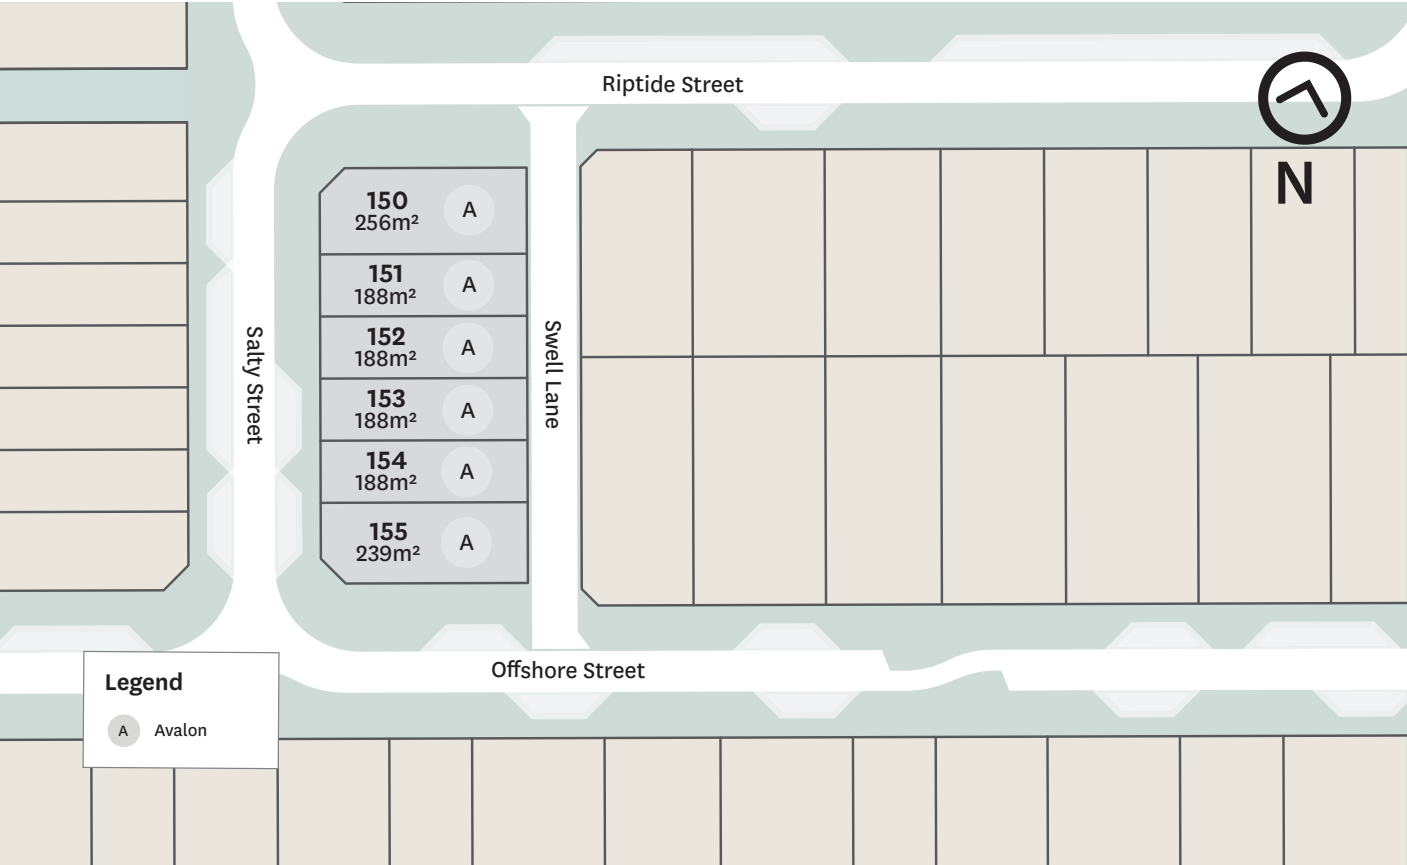 Riptide Street
N
150
256m²
A
151
188m²
A
152
188m²
A
153
188m²
A
154
188m²
A
155
239m²
A
Salty Street
Swell Lane
Offshore Street
Legend
A Avalon